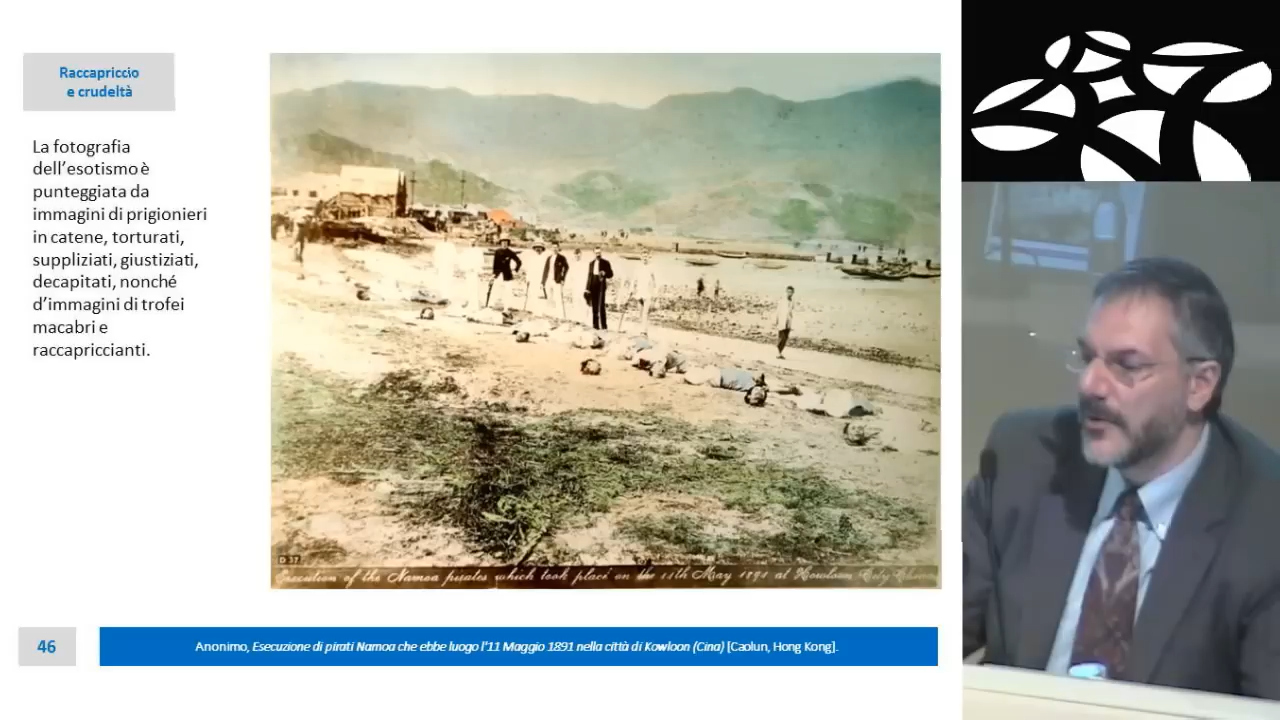 Raccapriccio
e crudeltà
La fotografia
dell’esotismo è
punteggiata da
immagini di prigionieri
in catene, torturati,
suppliziati, giustiziati,
decapitati, nonché
d’immagini di trofei
macabri e
raccapriccianti.
D 37
Execution of the Namoa pirates which took place on the 11th May 1891 at Kowloon City
46
Anonimo, Esecuzione di pirati Namoa che ebbe luogo l'11 Maggio 1891 nella città di Kowloon (Cina) [Caolun, Hong Kong].